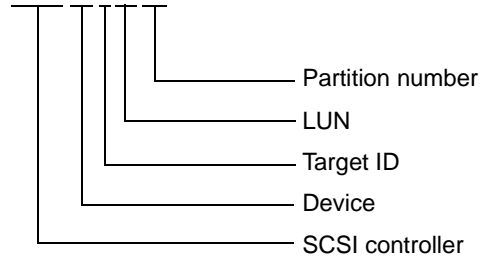 Partition number
LUN
Target ID
Device
SCSI controller